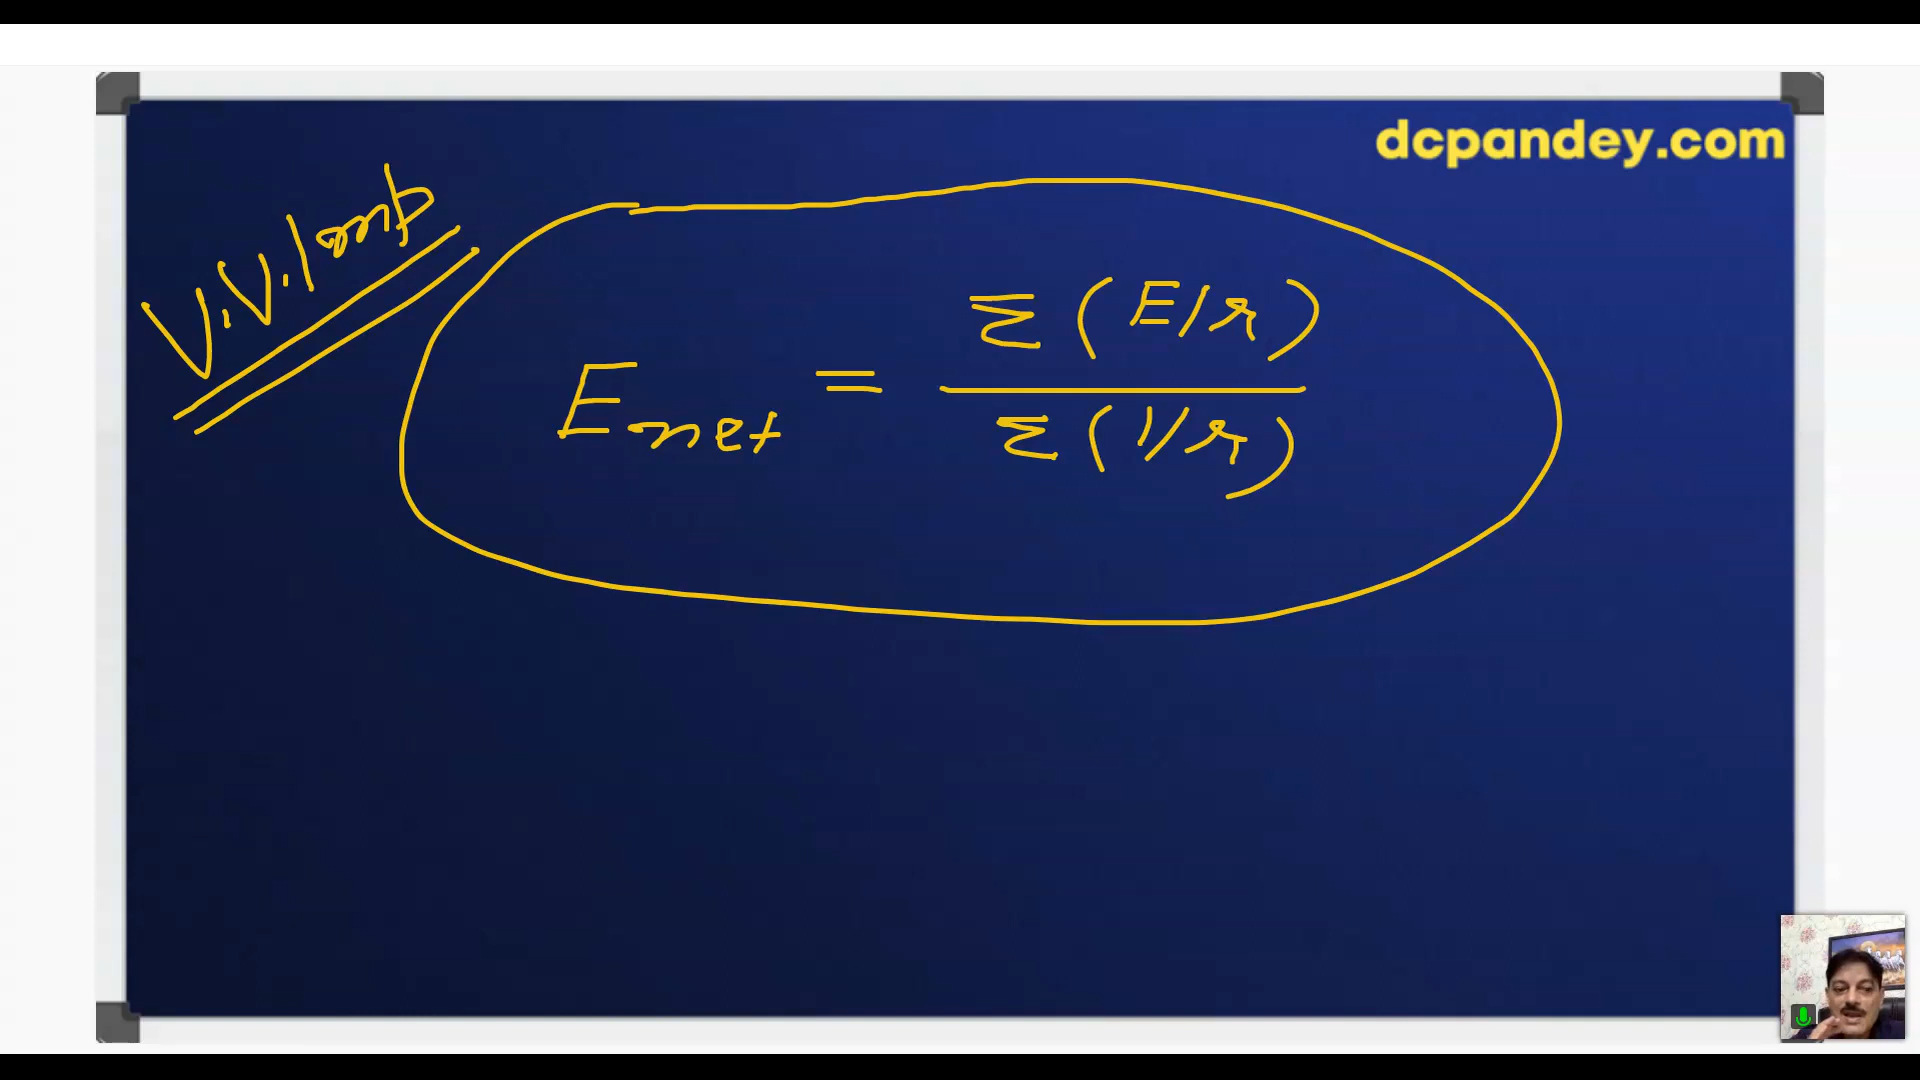 dcpandey.com
V.V.Imp
E_net = Σ(E/r) / Σ(1/r)